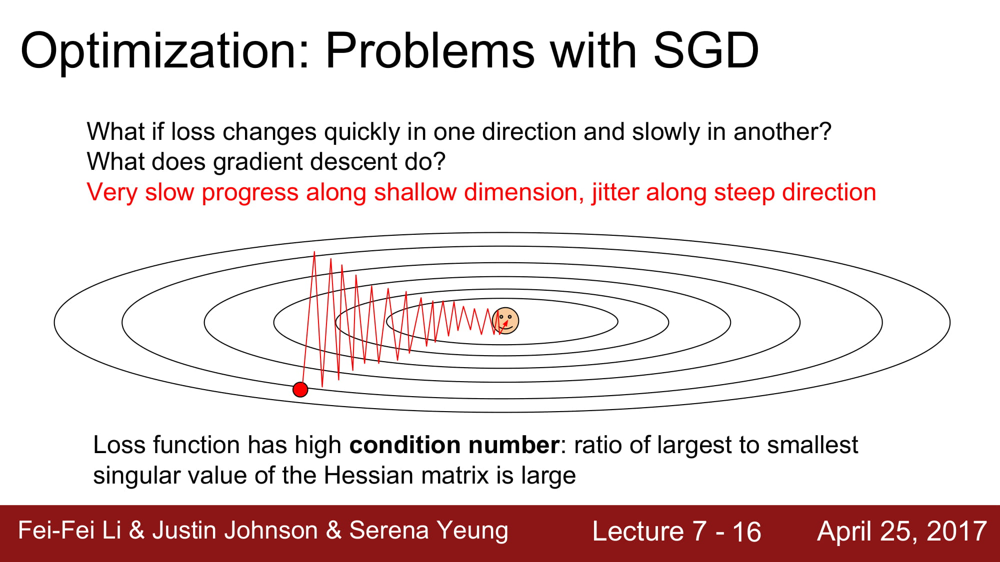 Optimization: Problems with SGD
What if loss changes quickly in one direction and slowly in another?
What does gradient descent do?
Very slow progress along shallow dimension, jitter along steep direction
Loss function has high condition number: ratio of largest to smallest
singular value of the Hessian matrix is large
Fei-Fei Li & Justin Johnson & Serena Yeung
Lecture 7 - 16
April 25, 2017